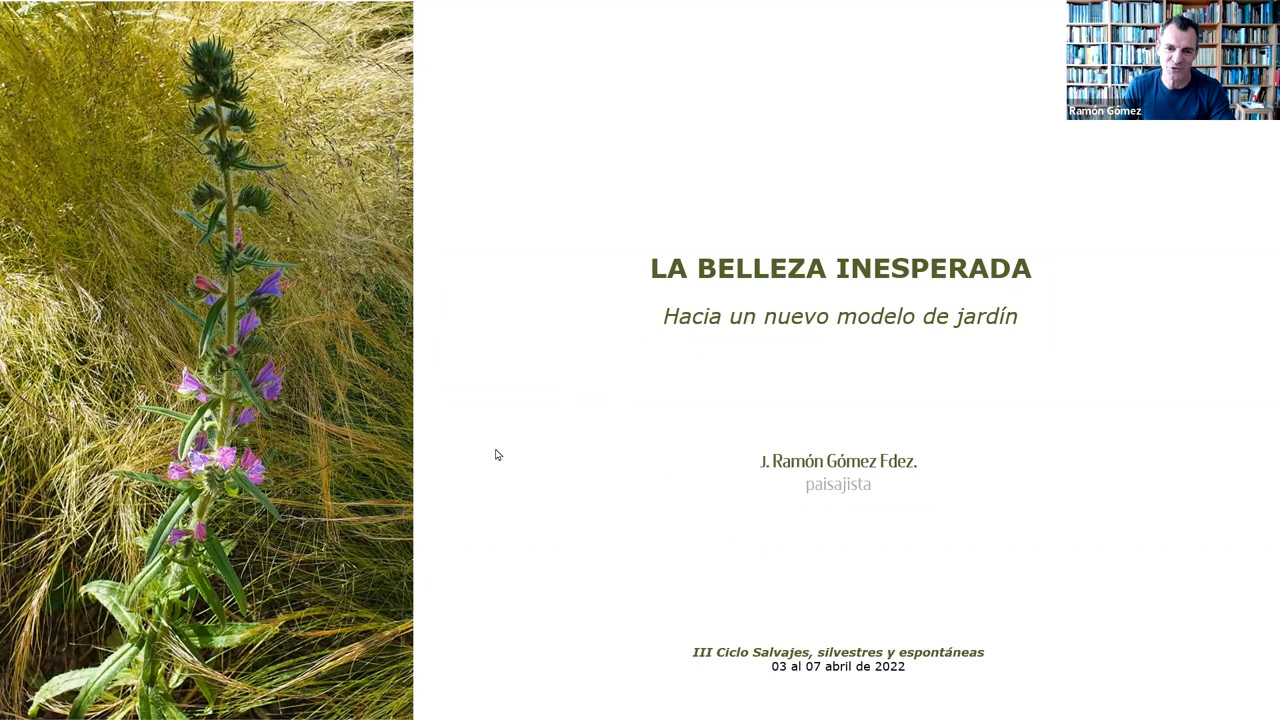 Ramón Gómez
LA BELLEZA INESPERADA
Hacia un nuevo modelo de jardín
J. Ramón Gómez Fdez.
paisajista
III Ciclo Salvajes, silvestres y espontáneas
03 al 07 abril de 2022